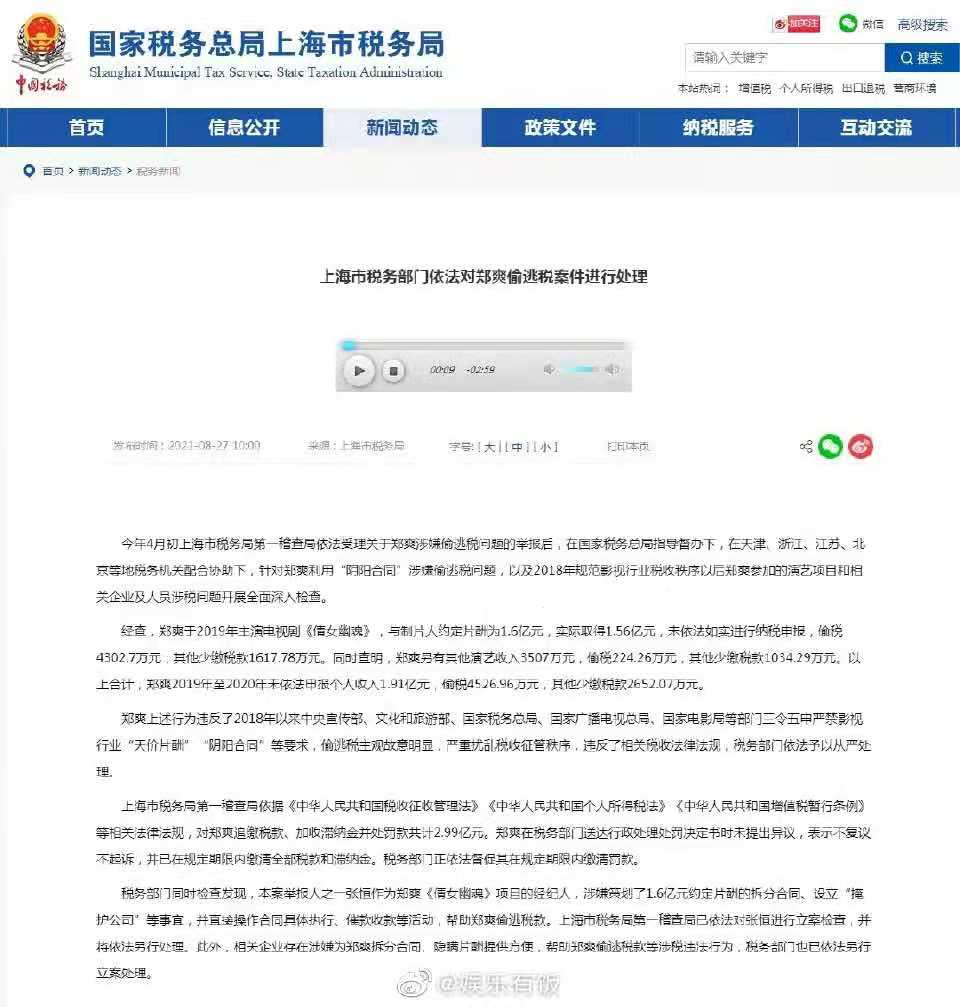 加关注
微信
高级搜索
国家税务总局上海市税务局
Shanghai Municipal Tax Service, State Taxation Administration
中国税务
请输入关键字
搜索
本站热词： 增值税 个人所得税 出口退税 营商环境
首页
信息公开
新闻动态
政策文件
纳税服务
互动交流
首页 > 新闻动态 > 税务新闻
上海市税务部门依法对郑爽偷逃税案件进行处理
00:09 -02:59
发布时间：2021-08-27 10:00
来源：上海市税务局
字号: [ 大 ] [ 中 ] [ 小 ]
打印本页
今年4月初上海市税务局第一稽查局依法受理关于郑爽涉嫌偷逃税问题的举报后，在国家税务总局指导督办下，在天津、浙江、江苏、北
京等地税务机关配合协助下，针对郑爽利用“阴阳合同”涉嫌偷逃税问题，以及2018年规范影视行业税收秩序以后郑爽参加的演艺项目和相
关企业及人员涉税问题开展全面深入检查。
经查，郑爽于2019年主演电视剧《倩女幽魂》，与制片人约定片酬为1.6亿元，实际取得1.56亿元，未依法如实进行纳税申报，偷税
4302.7万元，其他少缴税款1617.78万元。同时查明，郑爽另有其他演艺收入3507万元，偷税224.26万元，其他少缴税款1034.29万元。以
上合计，郑爽2019年至2020年未依法申报个人收入1.91亿元，偷税4526.96万元，其他少缴税款2652.07万元。
郑爽上述行为违反了2018年以来中央宣传部、文化和旅游部、国家税务总局、国家广播电视总局、国家电影局等部门三令五申严禁影视
行业“天价片酬”“阴阳合同”等要求，偷逃税主观故意明显，严重扰乱税收征管秩序，违反了相关税收法律法规，税务部门依法予以从严处
理。
上海市税务局第一稽查局依据《中华人民共和国税收征收管理法》《中华人民共和国个人所得税法》《中华人民共和国增值税暂行条例》
等相关法律法规，对郑爽追缴税款、加收滞纳金并处罚款共计2.99亿元。郑爽在税务部门送达行政处理处罚决定书时未提出异议，表示不复议
不起诉，并已在规定期限内缴清全部税款和滞纳金。税务部门正依法督促其在规定期限内缴清罚款。
税务部门同时检查发现，本案举报人之一张恒作为郑爽《倩女幽魂》项目的经纪人，涉嫌策划了1.6亿元约定片酬的拆分合同、设立“掩
护公司”等事宜，并直接操作合同具体执行、催款收款等活动，帮助郑爽偷逃税款。上海市税务局第一稽查局已依法对张恒进行立案检查，并
将依法另行处理。此外，相关企业存在涉嫌为郑爽拆分合同、隐瞒片酬提供方便，帮助郑爽偷逃税款等涉税违法行为，税务部门也已依法另行
立案处理。
@娱乐有饭